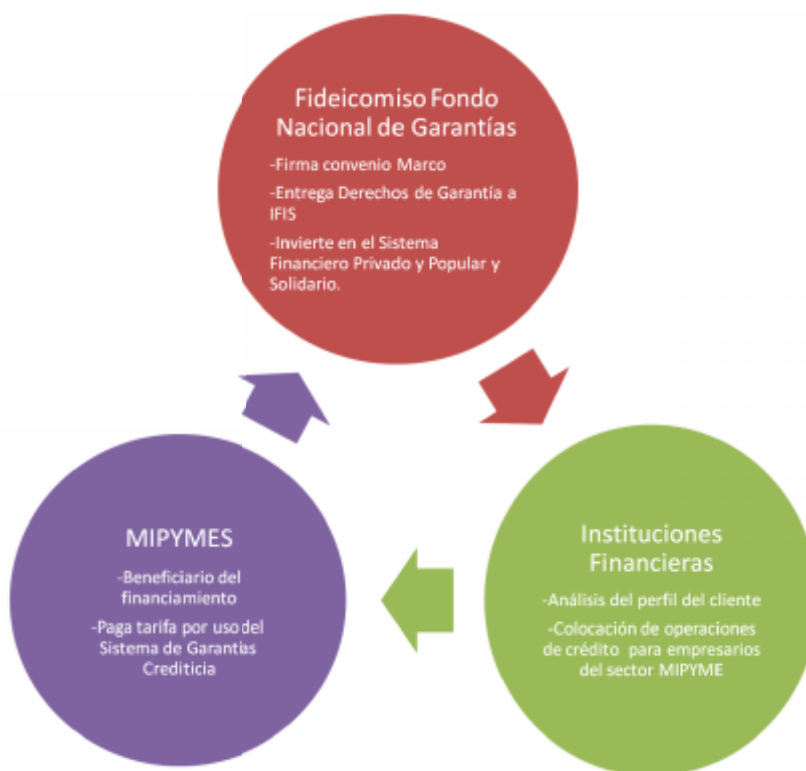 Fideicomiso Fondo
Nacional de Garantías
-Firma convenio Marco
-Entrega Derechos de Garantía a
IFIS
-Invierte en el Sistema
Financiero Privado y Popular y
Solidario.
MIPYMES
-Beneficiario del
financiamiento
-Paga tarifa por uso del
Sistema de Garantías
Crediticia
Instituciones
Financieras
-Análisis del perfil del cliente
-Colocación de operaciones
de crédito para empresarios
del sector MIPYME